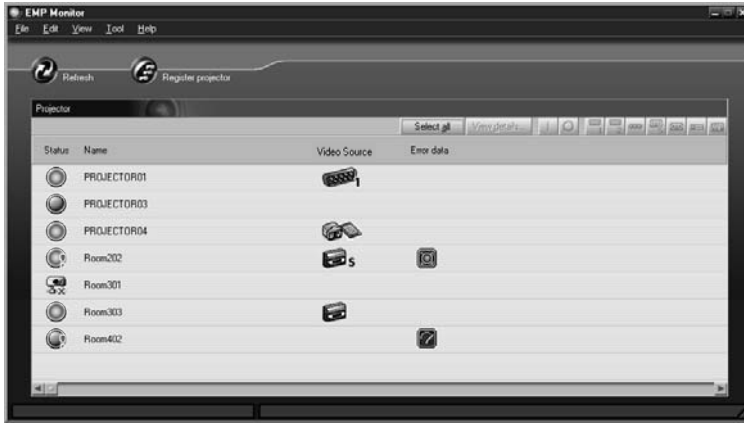 EMP Monitor
File Edit View Tool Help
Refresh Register projector
Projector
Select all View details...
Status Name Video Source Error data
PROJECTOR01 1
PROJECTOR03
PROJECTOR04
Room202 S
Room301
Room303
Room402